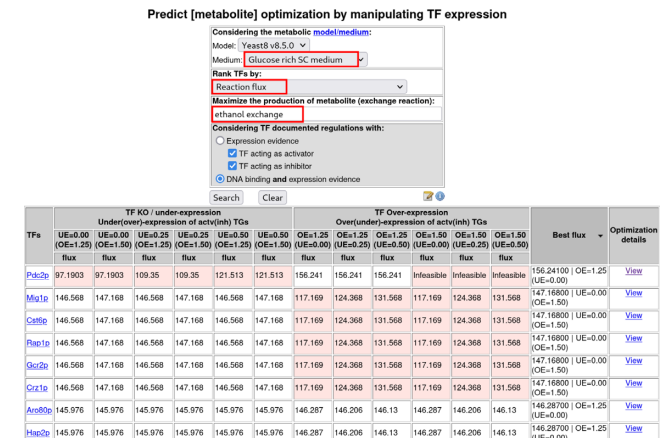 Predict [metabolite] optimization by manipulating TF expression
Considering the metabolic model/medium:
Model: Yeast8 v8.5.0
Medium: Glucose rich SC medium
Rank TFs by:
Reaction flux
Maximize the production of metabolite (exchange reaction):
ethanol exchange
Considering TF documented regulations with:
Expression evidence
TF acting as activator
TF acting as inhibitor
DNA binding and expression evidence
Search Clear
TFs TF KO / under-expression Under(over)-expression of actv(inh) TGs TF Over-expression Over(under)-expression of actv(inh) TGs Best flux Optimization details
UE=0.00 (OE=1.25) UE=0.00 (OE=1.50) UE=0.25 (OE=1.25) UE=0.25 (OE=1.50) UE=0.50 (OE=1.25) UE=0.50 (OE=1.50) OE=1.25 (UE=0.00) OE=1.25 (UE=0.25) OE=1.25 (UE=0.50) OE=1.50 (UE=0.00) OE=1.50 (UE=0.25) OE=1.50 (UE=0.50)
flux flux flux flux flux flux flux flux flux flux flux flux
Pdc2p 97.1903 97.1903 109.35 109.35 121.513 121.513 156.241 156.241 156.241 Infeasible Infeasible Infeasible 156.24100 | OE=1.25 (UE=0.00) View
Mig1p 146.568 147.168 146.568 147.168 146.568 147.168 117.169 124.368 131.568 117.169 124.368 131.568 147.16800 | UE=0.00 (OE=1.50) View
Cst6p 146.568 147.168 146.568 147.168 146.568 147.168 117.169 124.368 131.568 117.169 124.368 131.568 147.16800 | UE=0.00 (OE=1.50) View
Rap1p 146.568 147.168 146.568 147.168 146.568 147.168 117.169 124.368 131.568 117.169 124.368 131.568 147.16800 | UE=0.00 (OE=1.50) View
Gcr2p 146.568 147.168 146.568 147.168 146.568 147.168 117.169 124.368 131.568 117.169 124.368 131.568 147.16800 | UE=0.00 (OE=1.50) View
Crz1p 146.568 147.168 146.568 147.168 146.568 147.168 117.169 124.368 131.568 117.169 124.368 131.568 147.16800 | UE=0.00 (OE=1.50) View
Aro80p 145.976 145.976 145.976 145.976 145.976 145.976 146.287 146.206 146.13 146.287 146.206 146.13 146.28700 | OE=1.25 (UE=0.00) View
Hap2p 145.976 145.976 145.976 145.976 145.976 145.976 146.287 146.206 146.13 146.287 146.206 146.13 146.28700 | OE=1.25 (UE=0.00) View